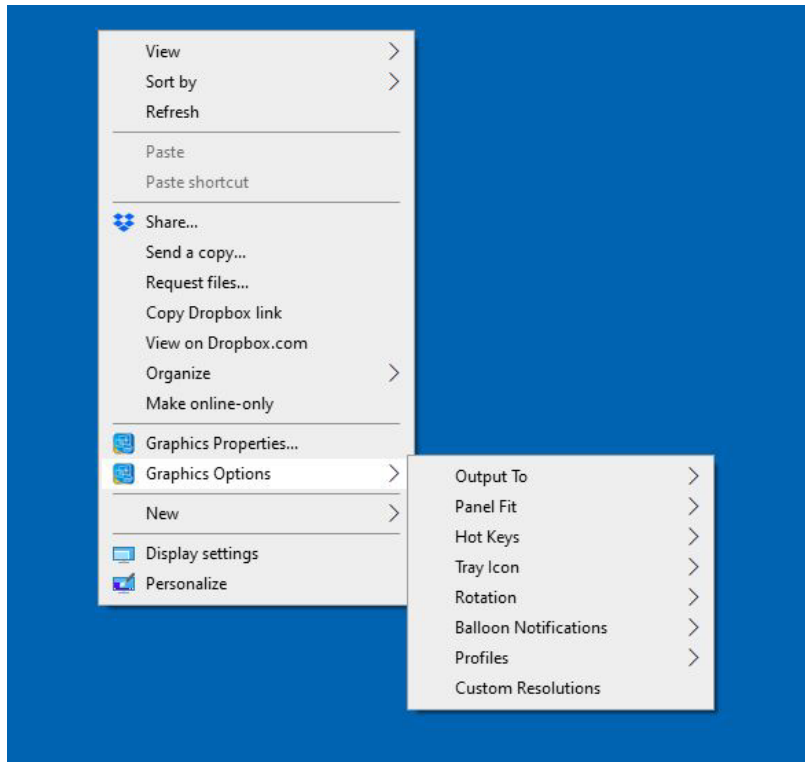 View
Sort by
Refresh
Paste
Paste shortcut
Share...
Send a copy...
Request files...
Copy Dropbox link
View on Dropbox.com
Organize
Make online-only
Graphics Properties...
Graphics Options
New
Display settings
Personalize
Output To
Panel Fit
Hot Keys
Tray Icon
Rotation
Balloon Notifications
Profiles
Custom Resolutions